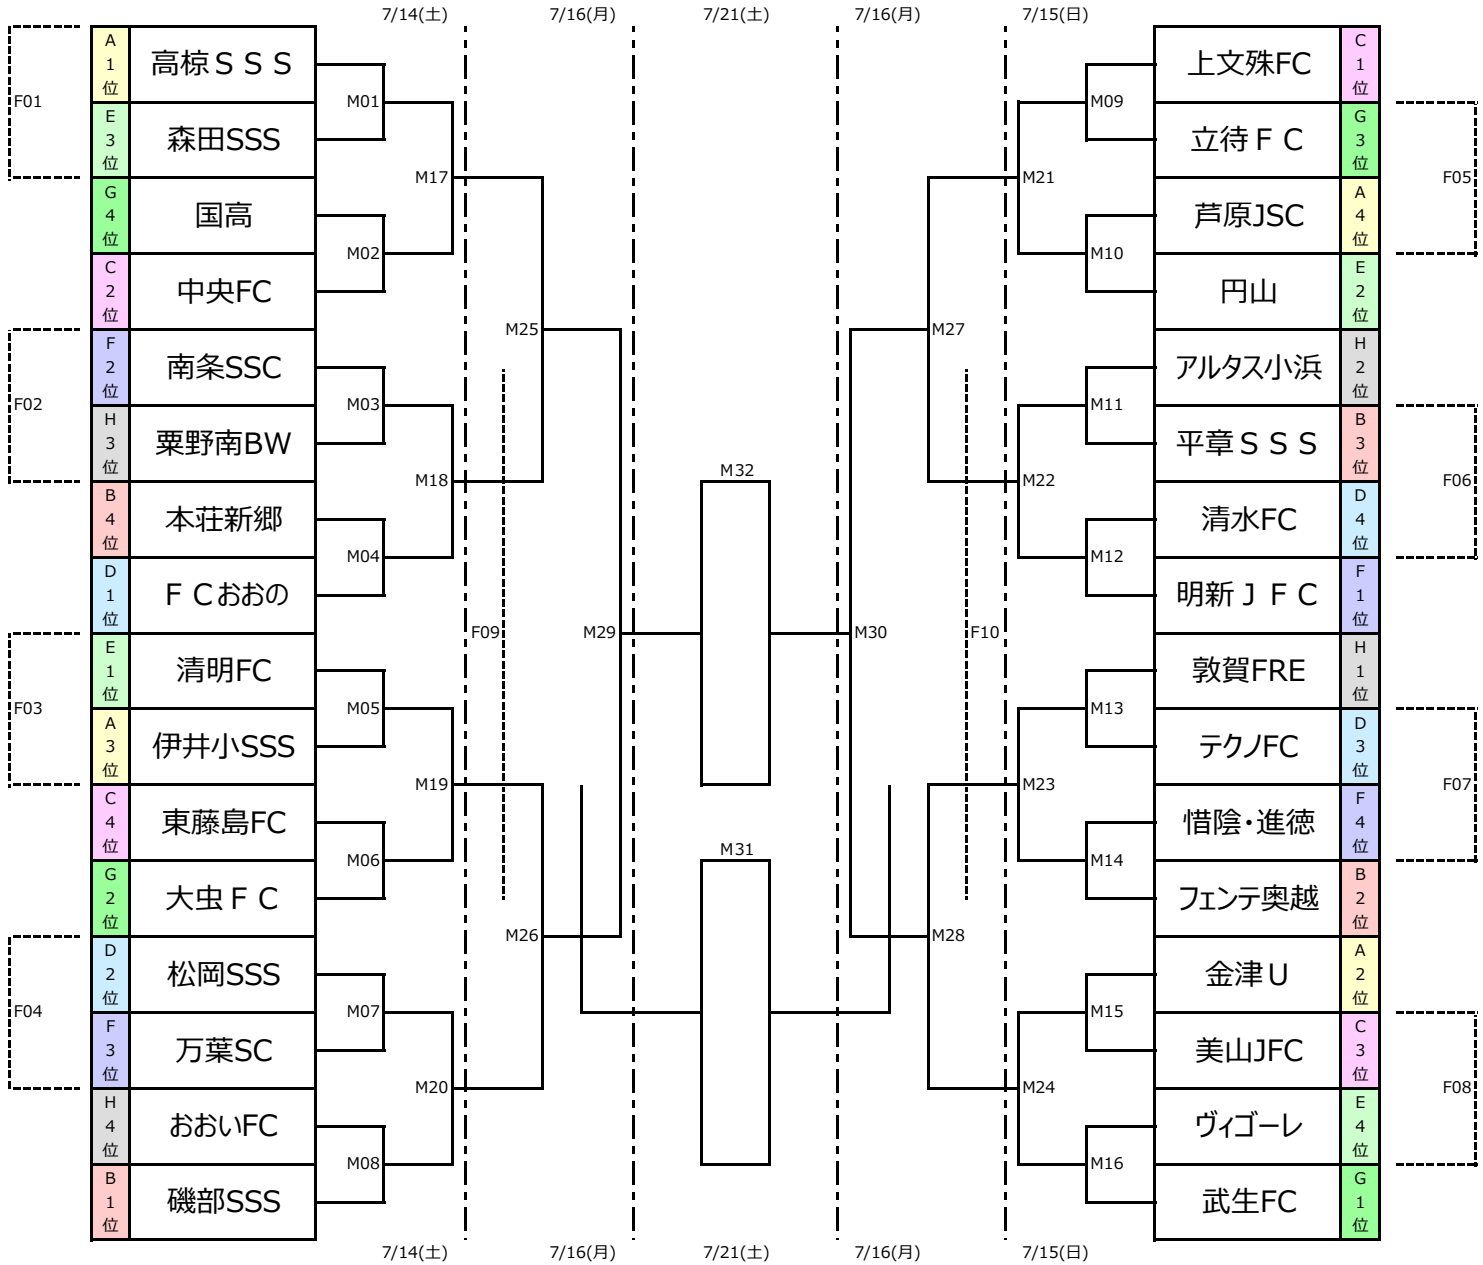 7/14(土) 7/16(月) 7/21(土) 7/16(月) 7/15(日)
A1位 高椋ＳＳＳ
E3位 森田SSS
G4位 国高
C2位 中央FC
F2位 南条SSC
H3位 粟野南BW
B4位 本荘新郷
D1位 ＦＣおおの
E1位 清明FC
A3位 伊井小SSS
C4位 東藤島FC
G2位 大虫ＦＣ
D2位 松岡SSS
F3位 万葉SC
H4位 おおいFC
B1位 磯部SSS
F01
F02
F03
F04
M01
M02
M03
M04
M05
M06
M07
M08
M17
M18
M19
M20
F09
M25
M26
M29
M32
M31
M30
M27
M28
F10
M21
M22
M23
M24
M09
M10
M11
M12
M13
M14
M15
M16
上文殊FC C1位
立待ＦＣ G3位
芦原JSC A4位
円山 E2位
アルタス小浜 H2位
平章ＳＳＳ B3位
清水FC D4位
明新ＪＦＣ F1位
敦賀FRE H1位
テクノFC D3位
惜陰・進徳 F4位
フェンテ奥越 B2位
金津Ｕ A2位
美山JFC C3位
ヴィゴーレ E4位
武生FC G1位
F05
F06
F07
F08
7/14(土) 7/16(月) 7/21(土) 7/16(月) 7/15(日)